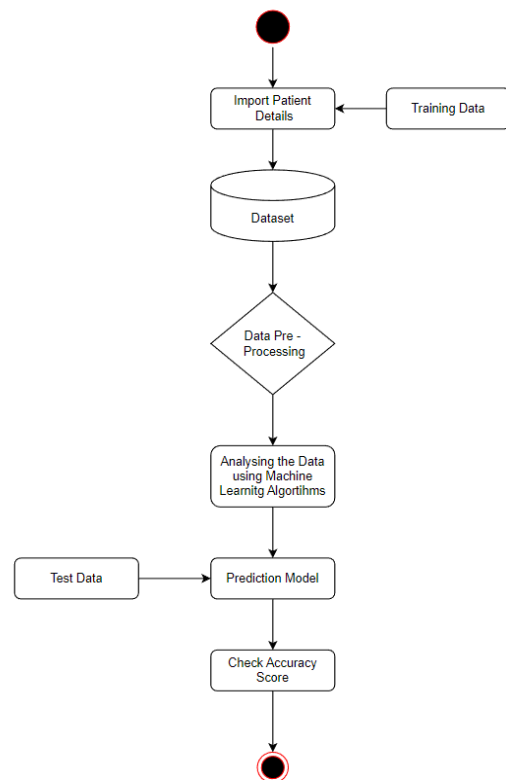 Import Patient
Details
Training Data
Dataset
Data Pre -
Processing
Analysing the Data
using Machine
Learnitg Algortihms
Test Data
Prediction Model
Check Accuracy
Score